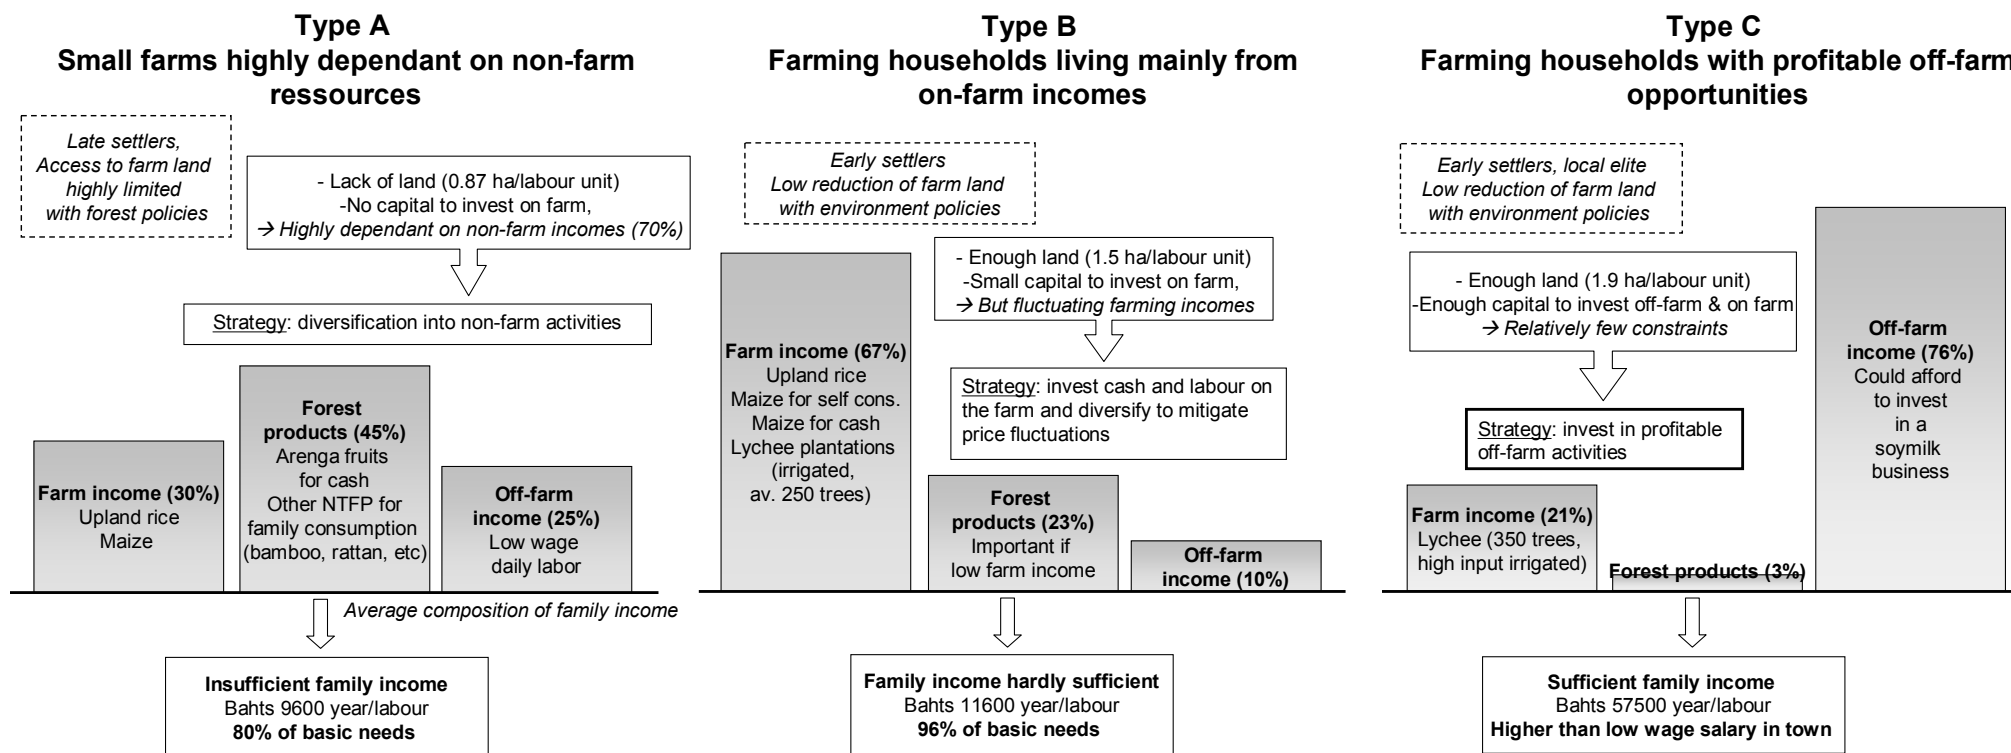 Type A
Small farms highly dependant on non-farm
ressources
Late settlers,
Access to farm land
highly limited
with forest policies
- Lack of land (0.87 ha/labour unit)
-No capital to invest on farm,
→ Highly dependant on non-farm incomes (70%)
Strategy: diversification into non-farm activities
Farm income (30%)
Upland rice
Maize
Forest
products (45%)
Arenga fruits
for cash
Other NTFP for
family consumption
(bamboo, rattan, etc)
Off-farm
income (25%)
Low wage
daily labor
Average composition of family income
Insufficient family income
Bahts 9600 year/labour
80% of basic needs
Type B
Farming households living mainly from
on-farm incomes
Early settlers
Low reduction of farm land
with environment policies
- Enough land (1.5 ha/labour unit)
-Small capital to invest on farm,
→ But fluctuating farming incomes
Strategy: invest cash and labour on
the farm and diversify to mitigate
price fluctuations
Farm income (67%)
Upland rice
Maize for self cons.
Maize for cash
Lychee plantations
(irrigated,
av. 250 trees)
Forest
products (23%)
Important if
low farm income
Off-farm
income (10%)
Family income hardly sufficient
Bahts 11600 year/labour
96% of basic needs
Type C
Farming households with profitable off-farm
opportunities
Early settlers, local elite
Low reduction of farm land
with environment policies
- Enough land (1.9 ha/labour unit)
-Enough capital to invest off-farm & on farm
→ Relatively few constraints
Strategy: invest in profitable
off-farm activities
Farm income (21%)
Lychee (350 trees,
high input irrigated)
Forest products (3%)
Off-farm
income (76%)
Could afford
to invest
in a
soymilk
business
Sufficient family income
Bahts 57500 year/labour
Higher than low wage salary in town